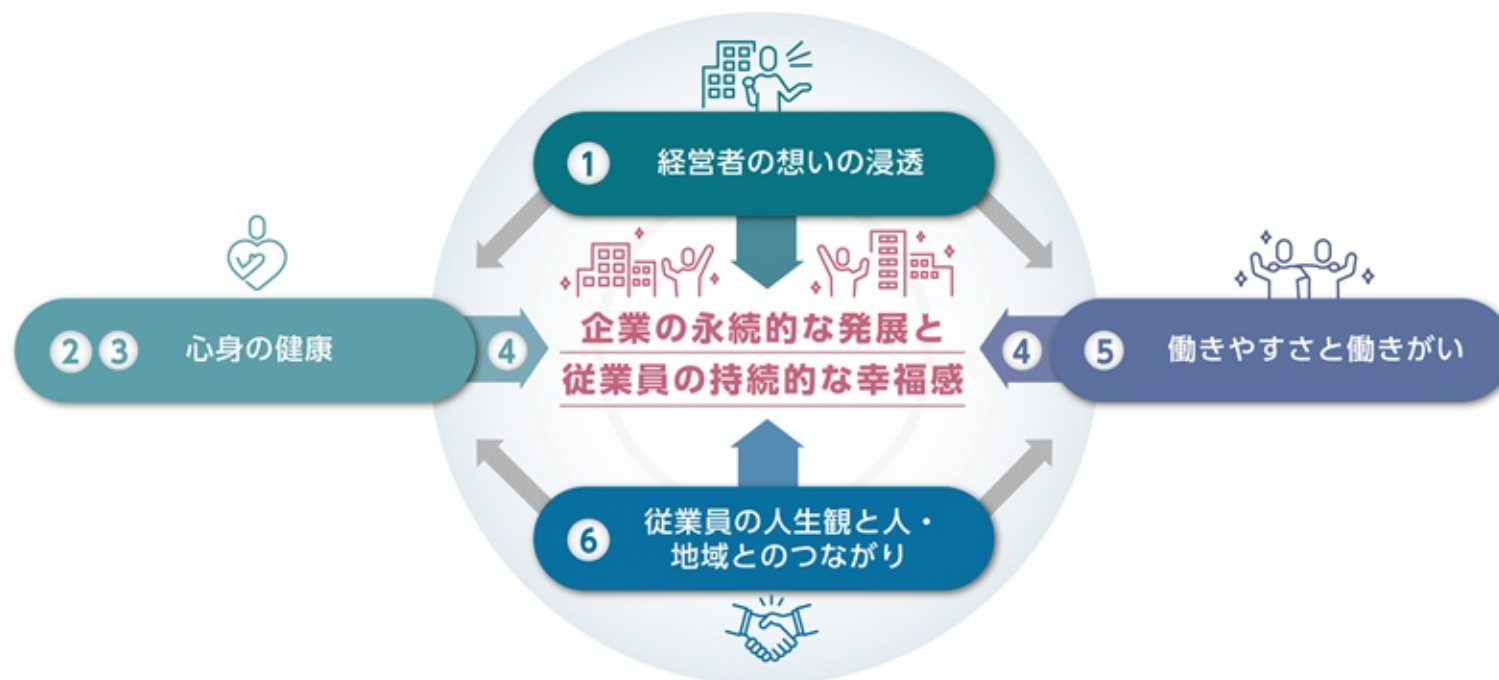 ① 経営者の想いの浸透
②③ 心身の健康
④
企業の永続的な発展と
従業員の持続的な幸福感
④
⑤ 働きやすさと働きがい
⑥ 従業員の人生観と人・
地域とのつながり